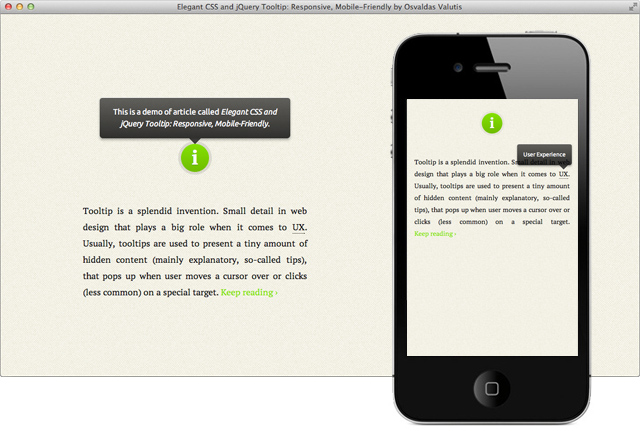 Elegant CSS and jQuery Tooltip: Responsive, Mobile-Friendly by Osvaldas Valutis
This is a demo of article called Elegant CSS and
jQuery Tooltip: Responsive, Mobile-Friendly.
i
Tooltip is a splendid invention. Small detail in web
design that plays a big role when it comes to UX.
Usually, tooltips are used to present a tiny amount of
hidden content (mainly explanatory, so-called tips),
that pops up when user moves a cursor over or clicks
(less common) on a special target. Keep reading ›
i
User Experience
Tooltip is a splendid invention. Small detail in web
design that plays a big role when it comes to UX.
Usually, tooltips are used to present a tiny amount
of hidden content (mainly explanatory, so-called
tips), that pops up when user moves a cursor over or
clicks (less common) on a special target.
Keep reading ›